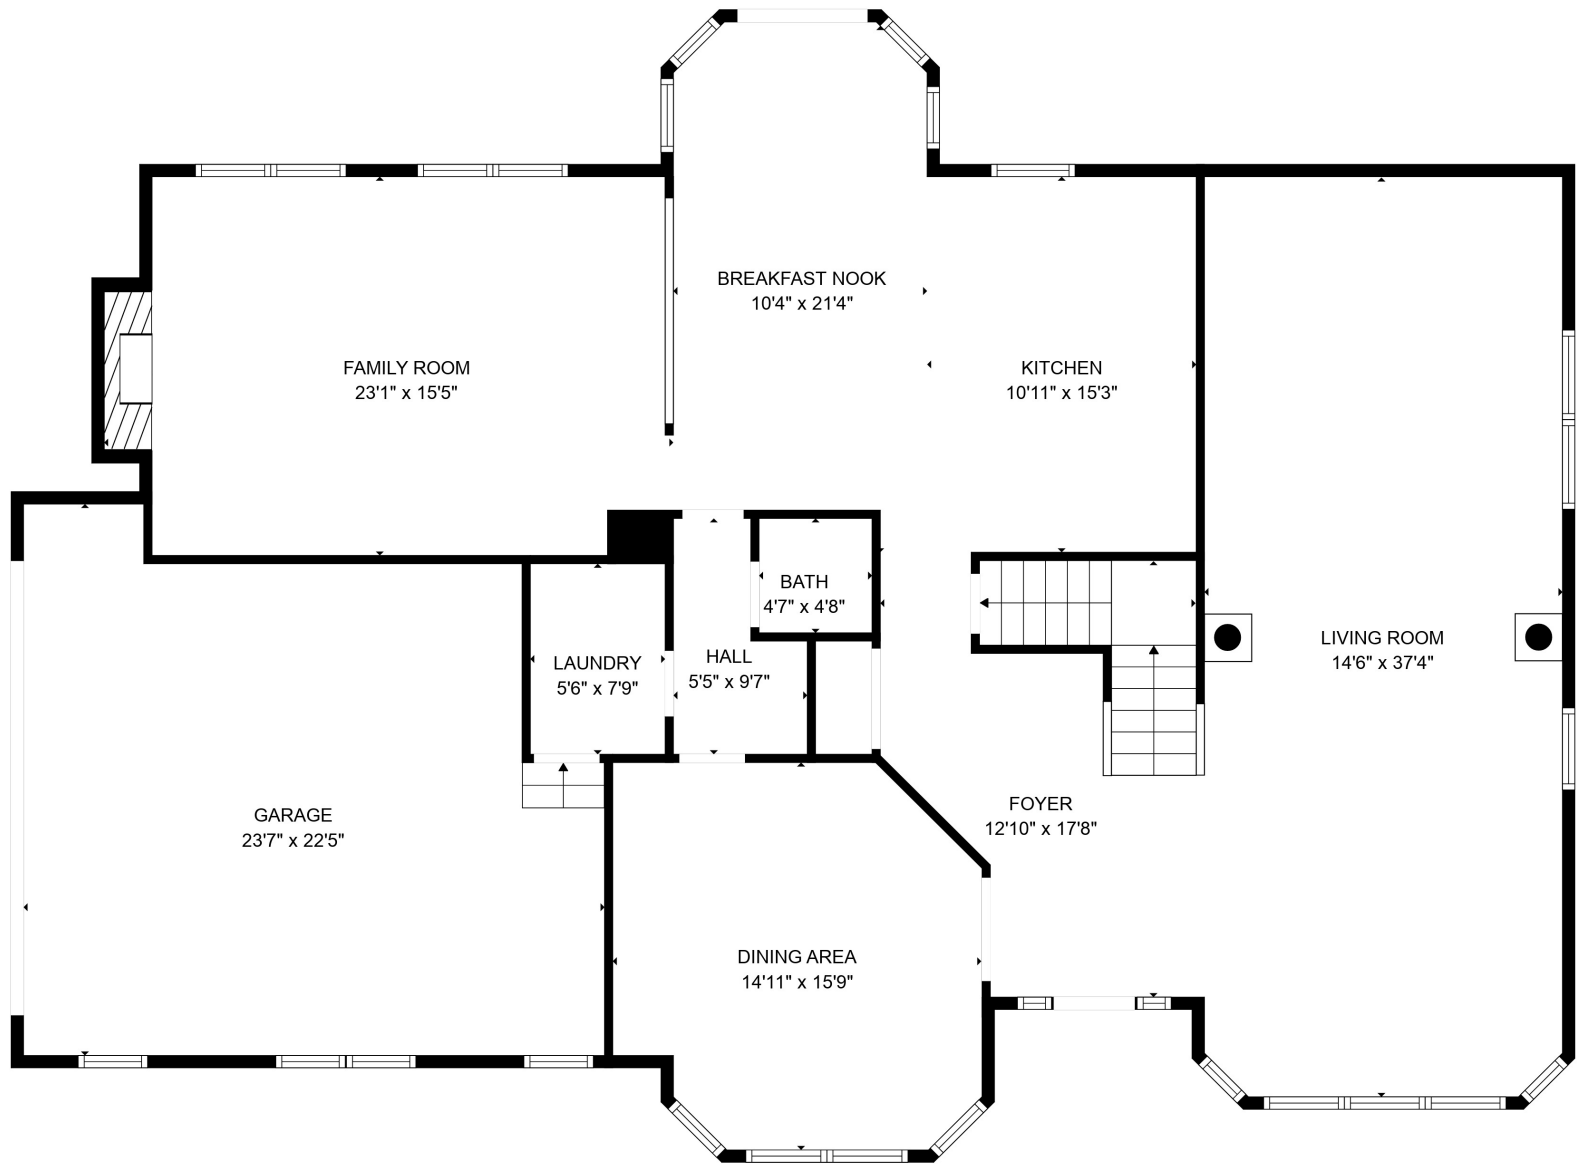 BREAKFAST NOOK
10'4" x 21'4"
FAMILY ROOM
23'1" x 15'5"
KITCHEN
10'11" x 15'3"
BATH
4'7" x 4'8"
LIVING ROOM
14'6" x 37'4"
LAUNDRY
5'6" x 7'9"
HALL
5'5" x 9'7"
GARAGE
23'7" x 22'5"
FOYER
12'10" x 17'8"
DINING AREA
14'11" x 15'9"